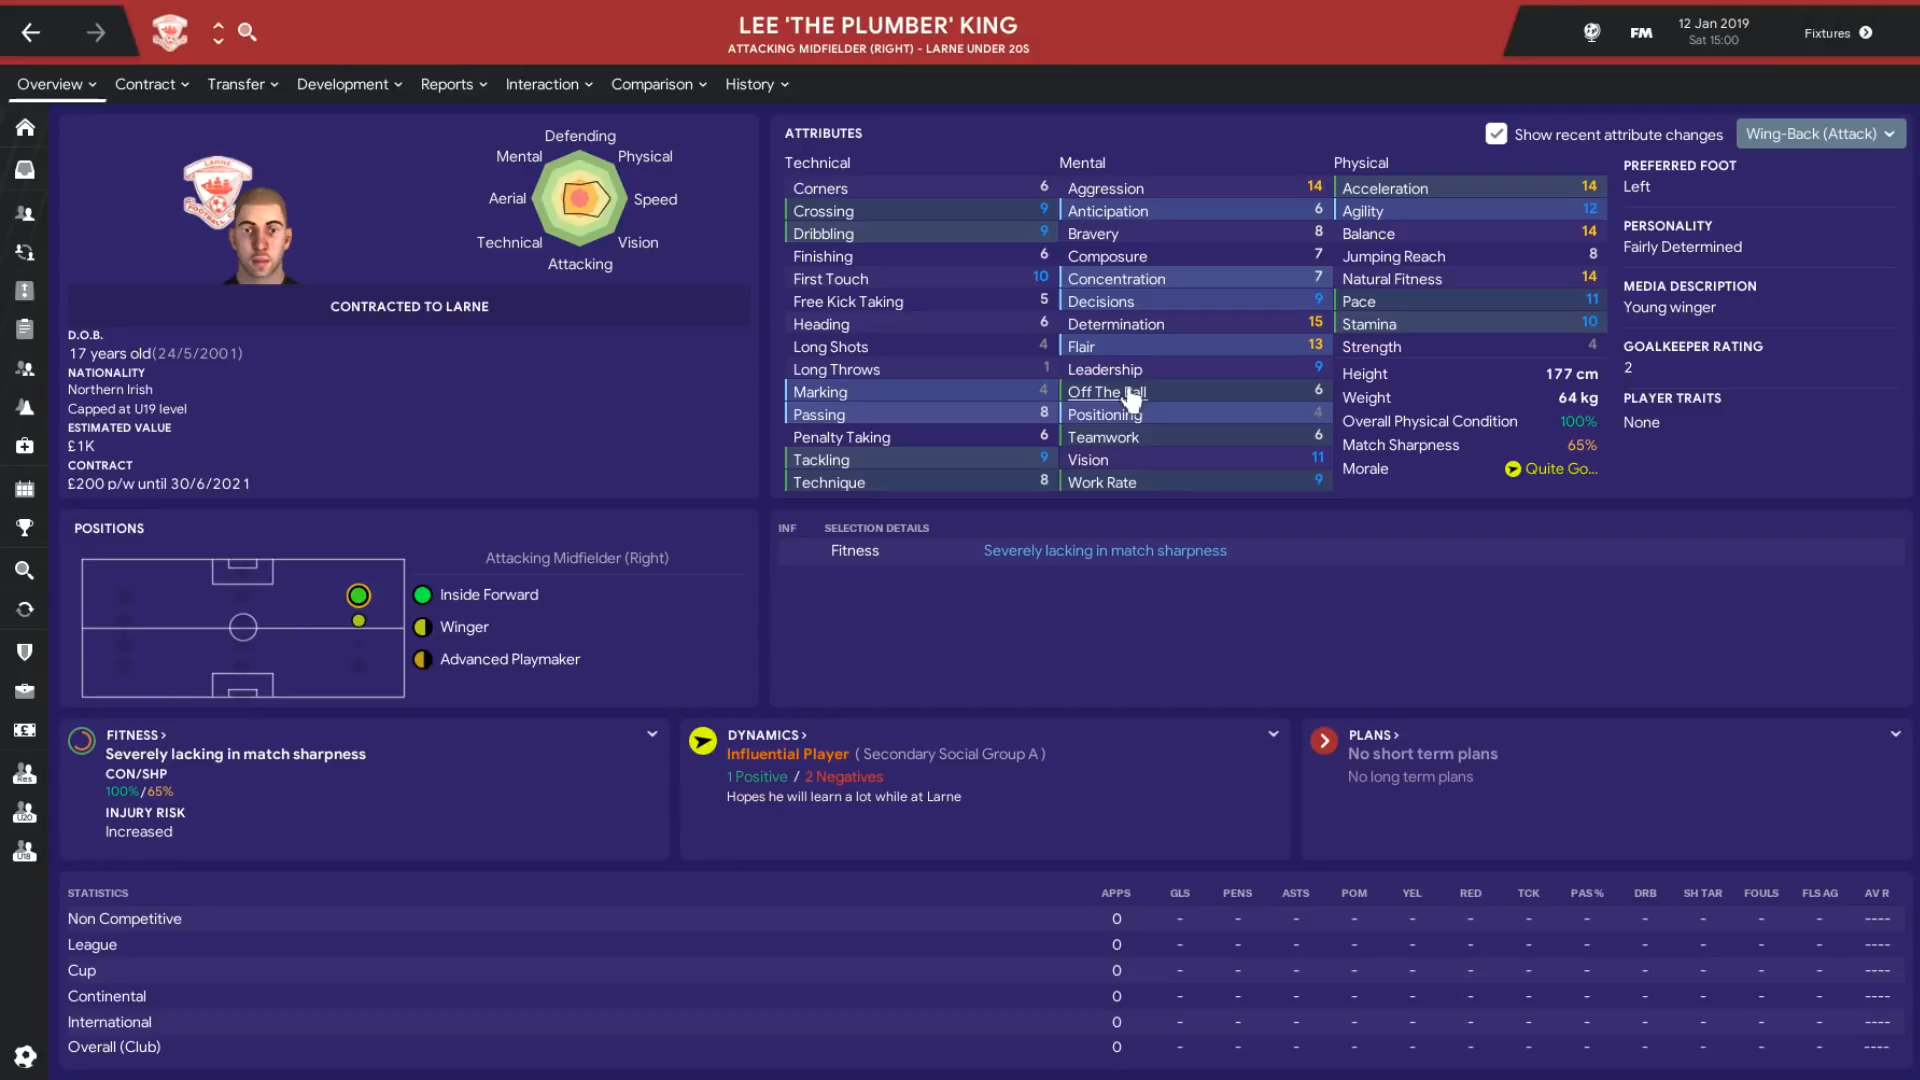 LEE 'THE PLUMBER' KING
ATTACKING MIDFIELDER (RIGHT) - LARNE UNDER 20S
FM
12 Jan 2019
Sat 15:00
Fixtures
Overview Contract Transfer Development Reports Interaction Comparison History
Defending
Mental Physical
Aerial Speed
Technical Vision
Attacking
CONTRACTED TO LARNE
D.O.B.
17 years old (24/5/2001)
NATIONALITY
Northern Irish
Capped at U19 level
ESTIMATED VALUE
£1K
CONTRACT
£200 p/w until 30/6/2021
ATTRIBUTES
Show recent attribute changes
Wing-Back (Attack)
Technical
Corners 6
Crossing 9
Dribbling 9
Finishing 6
First Touch 10
Free Kick Taking 5
Heading 6
Long Shots 4
Long Throws 1
Marking 4
Passing 8
Penalty Taking 6
Tackling 9
Technique 8
Mental
Aggression 14
Anticipation 6
Bravery 8
Composure 7
Concentration 7
Decisions 9
Determination 15
Flair 13
Leadership 9
Off The 6
Positioning 4
Teamwork 6
Vision 11
Work Rate 9
Physical
Acceleration 14
Agility 12
Balance 14
Jumping Reach 8
Natural Fitness 14
Pace 11
Stamina 10
Strength 4
Height 177 cm
Weight 64 kg
Overall Physical Condition 100%
Match Sharpness 65%
Morale Quite Go...
PREFERRED FOOT
Left
PERSONALITY
Fairly Determined
MEDIA DESCRIPTION
Young winger
GOALKEEPER RATING
2
PLAYER TRAITS
None
POSITIONS
Attacking Midfielder (Right)
Inside Forward
Winger
Advanced Playmaker
INF SELECTION DETAILS
Fitness Severely lacking in match sharpness
FITNESS >
Severely lacking in match sharpness
CON/SHP
100%/65%
INJURY RISK
Increased
DYNAMICS >
Influential Player ( Secondary Social Group A )
1 Positive / 2 Negatives
Hopes he will learn a lot while at Larne
PLANS >
No short term plans
No long term plans
Res
U20
U18
STATISTICS APPS GLS PENS ASTS POM YEL RED TCK PAS % DRB SH TAR FOULS FLS AG AV R
Non Competitive 0 - - - - - - - - - - - - ----
League 0 - - - - - - - - - - - - ----
Cup 0 - - - - - - - - - - - - ----
Continental 0 - - - - - - - - - - - - ----
International 0 - - - - - - - - - - - - ----
Overall (Club) 0 - - - - - - - - - - - - ----